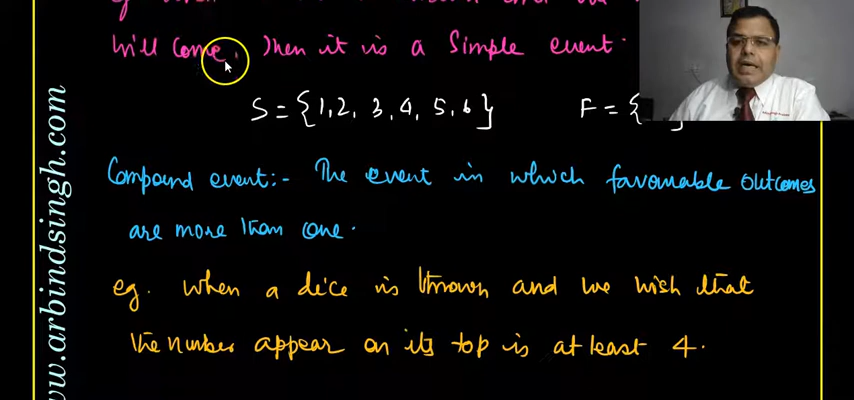 will come. Then it is a Simple event.
S = {1, 2, 3, 4, 5, 6} F = {
Compound event:- The event in which favourable outcomes
are more than one.
eg. When a dice is thrown and we wish that
the number appear on its top is at least 4.
www.arbindsingh.com